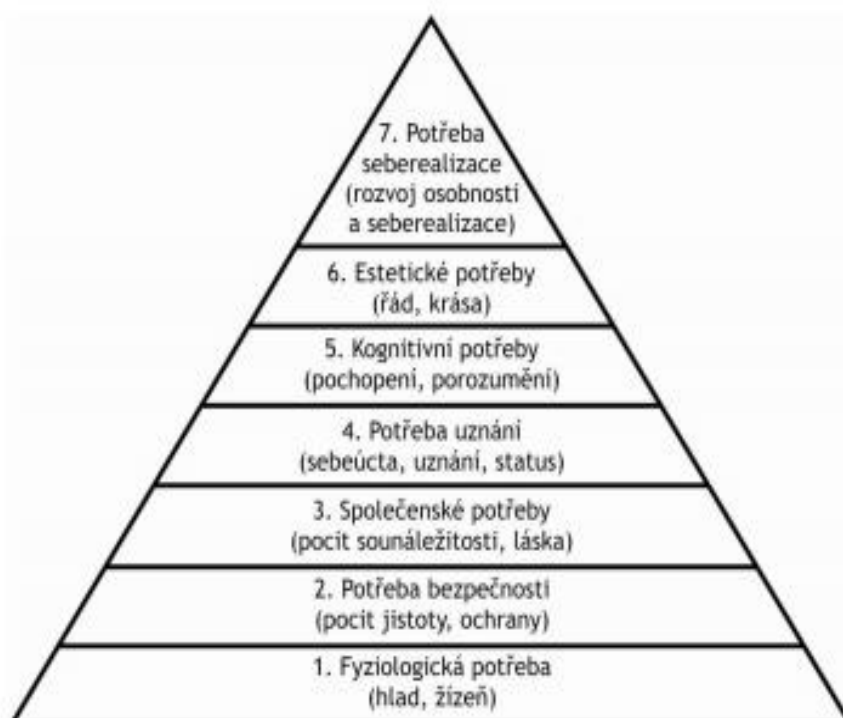 7. Potřeba
seberealizace
(rozvoj osobnosti
a seberealizace)
6. Estetické potřeby
(řád, krása)
5. Kognitivní potřeby
(pochopení, porozumění)
4. Potřeba uznání
(sebeúcta, uznání, status)
3. Společenské potřeby
(pocit sounáležitosti, láska)
2. Potřeba bezpečnosti
(pocit jistoty, ochrany)
1. Fyziologická potřeba
(hlad, žízeň)